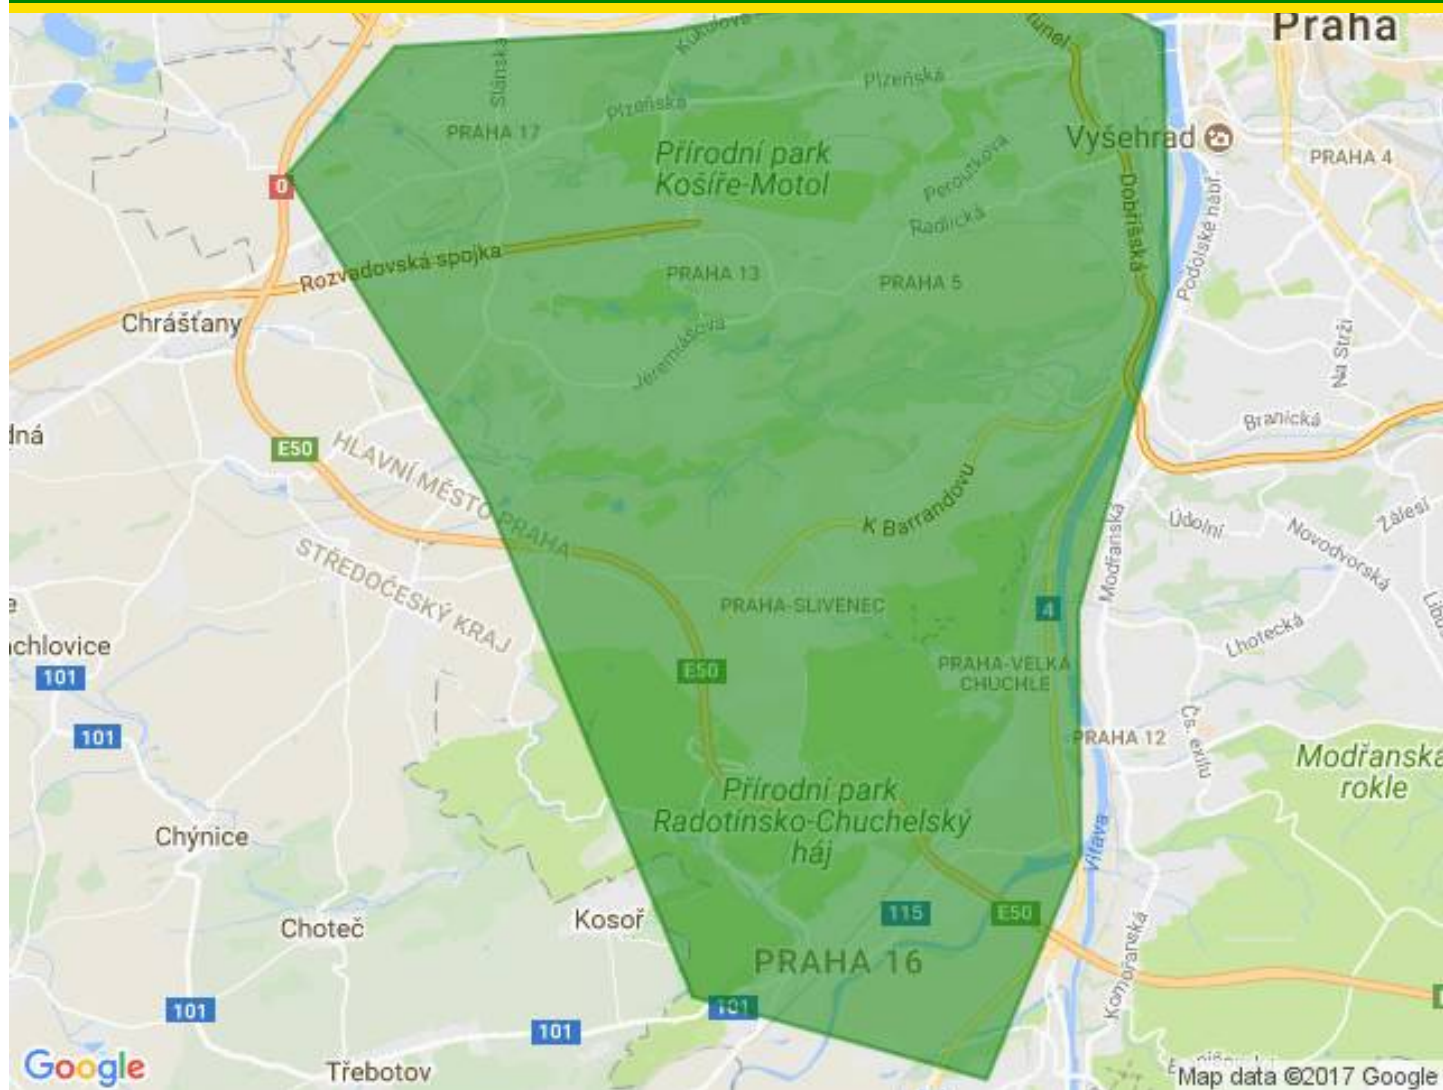 Praha
Tunel
Kukulova
Plzeňská
Slánská
Plzeňská
PRAHA 17
Vyšehrad
PRAHA 4
Přírodní park
Košíře-Motol
Peroutkova
0
Dobříšská
Podolské nábř.
Radlická
Rozvadovská spojka
PRAHA 13
PRAHA 5
Chrášťany
Jeremiášova
Na Strži
Branická
E50
HLAVNÍ MĚSTO PRAHA
K Barrandovu
Modřanská
Údolní
Novodvorská
Zálesí
STŘEDOČESKÝ KRAJ
PRAHA-SLIVENEC
4
Lhotecká
chlovice
101
E50
PRAHA-VELKÁ
CHUCHLE
101
PRAHA 12
Čs. exilu
Modřanská
rokle
Přírodní park
Radotínsko-Chuchelský
háj
Chýnice
Vltava
Choteč
Kosoř
115
E50
PRAHA 16
Komořanská
101
101
101
Google
Třebotov
Map data ©2017 Google